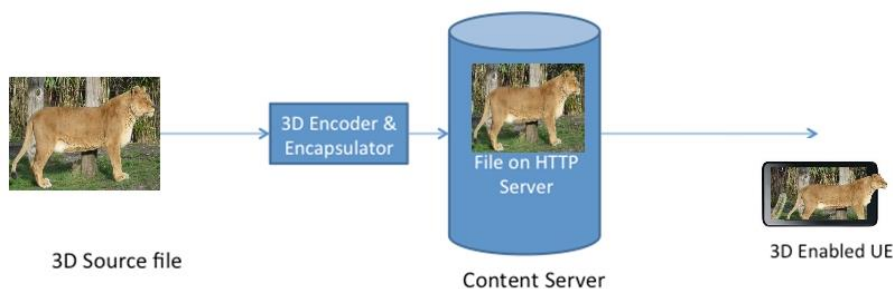 3D Encoder &
Encapsulator
File on HTTP
Server
3D Source file
Content Server
3D Enabled UE